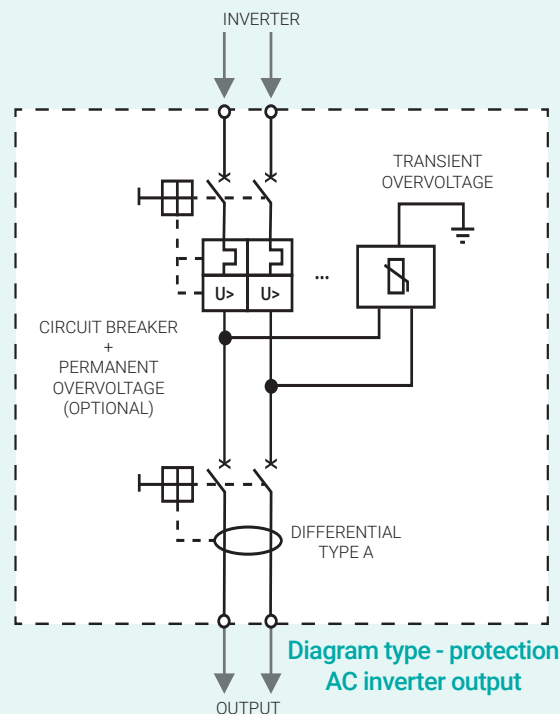 INVERTER
TRANSIENT
OVERVOLTAGE
...
U>
U>
CIRCUIT BREAKER
+
PERMANENT
OVERVOLTAGE
(OPTIONAL)
DIFFERENTIAL
TYPE A
Diagram type - protection
AC inverter output
OUTPUT